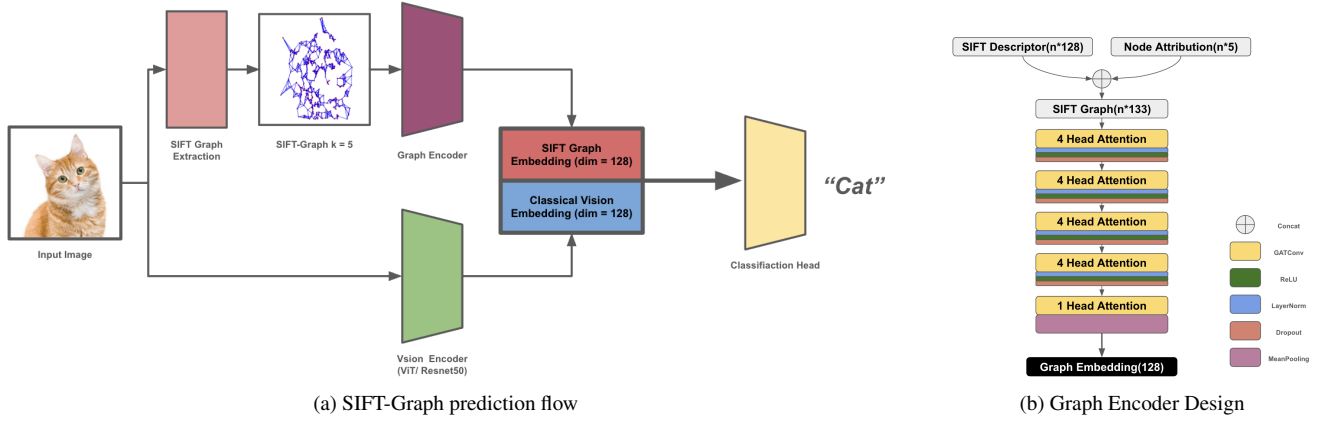 Input Image
SIFT Graph
Extraction
SIFT-Graph k = 5
Graph Encoder
Vsion Encoder
(ViT/ Resnet50)
SIFT Graph
Embedding (dim = 128)
Classical Vision
Embedding (dim = 128)
Classifiaction Head
“Cat”
(a) SIFT-Graph prediction flow
SIFT Descriptor(n*128)
Node Attribution(n*5)
SIFT Graph(n*133)
4 Head Attention
4 Head Attention
4 Head Attention
4 Head Attention
1 Head Attention
Graph Embedding(128)
Concat
GATConv
ReLU
LayerNorm
Dropout
MeanPooling
(b) Graph Encoder Design